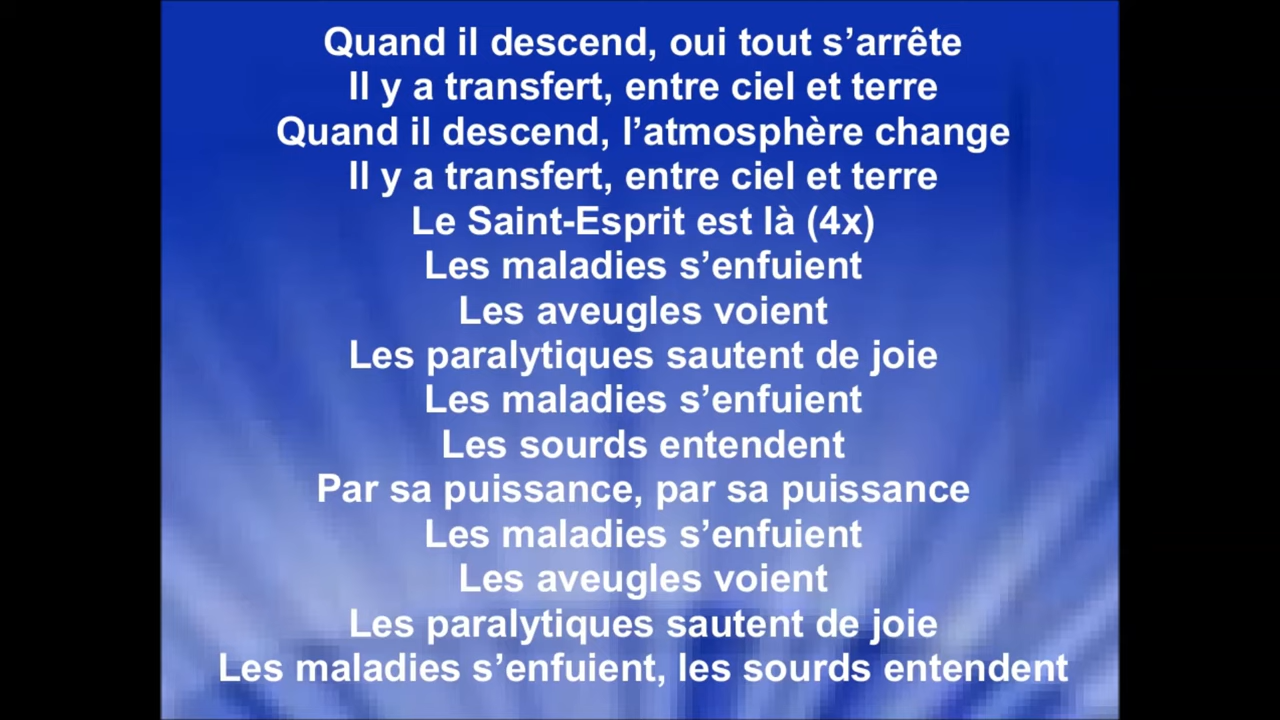 Quand il descend, oui tout s’arrête
Il y a transfert, entre ciel et terre
Quand il descend, l’atmosphère change
Il y a transfert, entre ciel et terre
Le Saint-Esprit est là (4x)
Les maladies s’enfuient
Les aveugles voient
Les paralytiques sautent de joie
Les maladies s’enfuient
Les sourds entendent
Par sa puissance, par sa puissance
Les maladies s’enfuient
Les aveugles voient
Les paralytiques sautent de joie
Les maladies s’enfuient, les sourds entendent